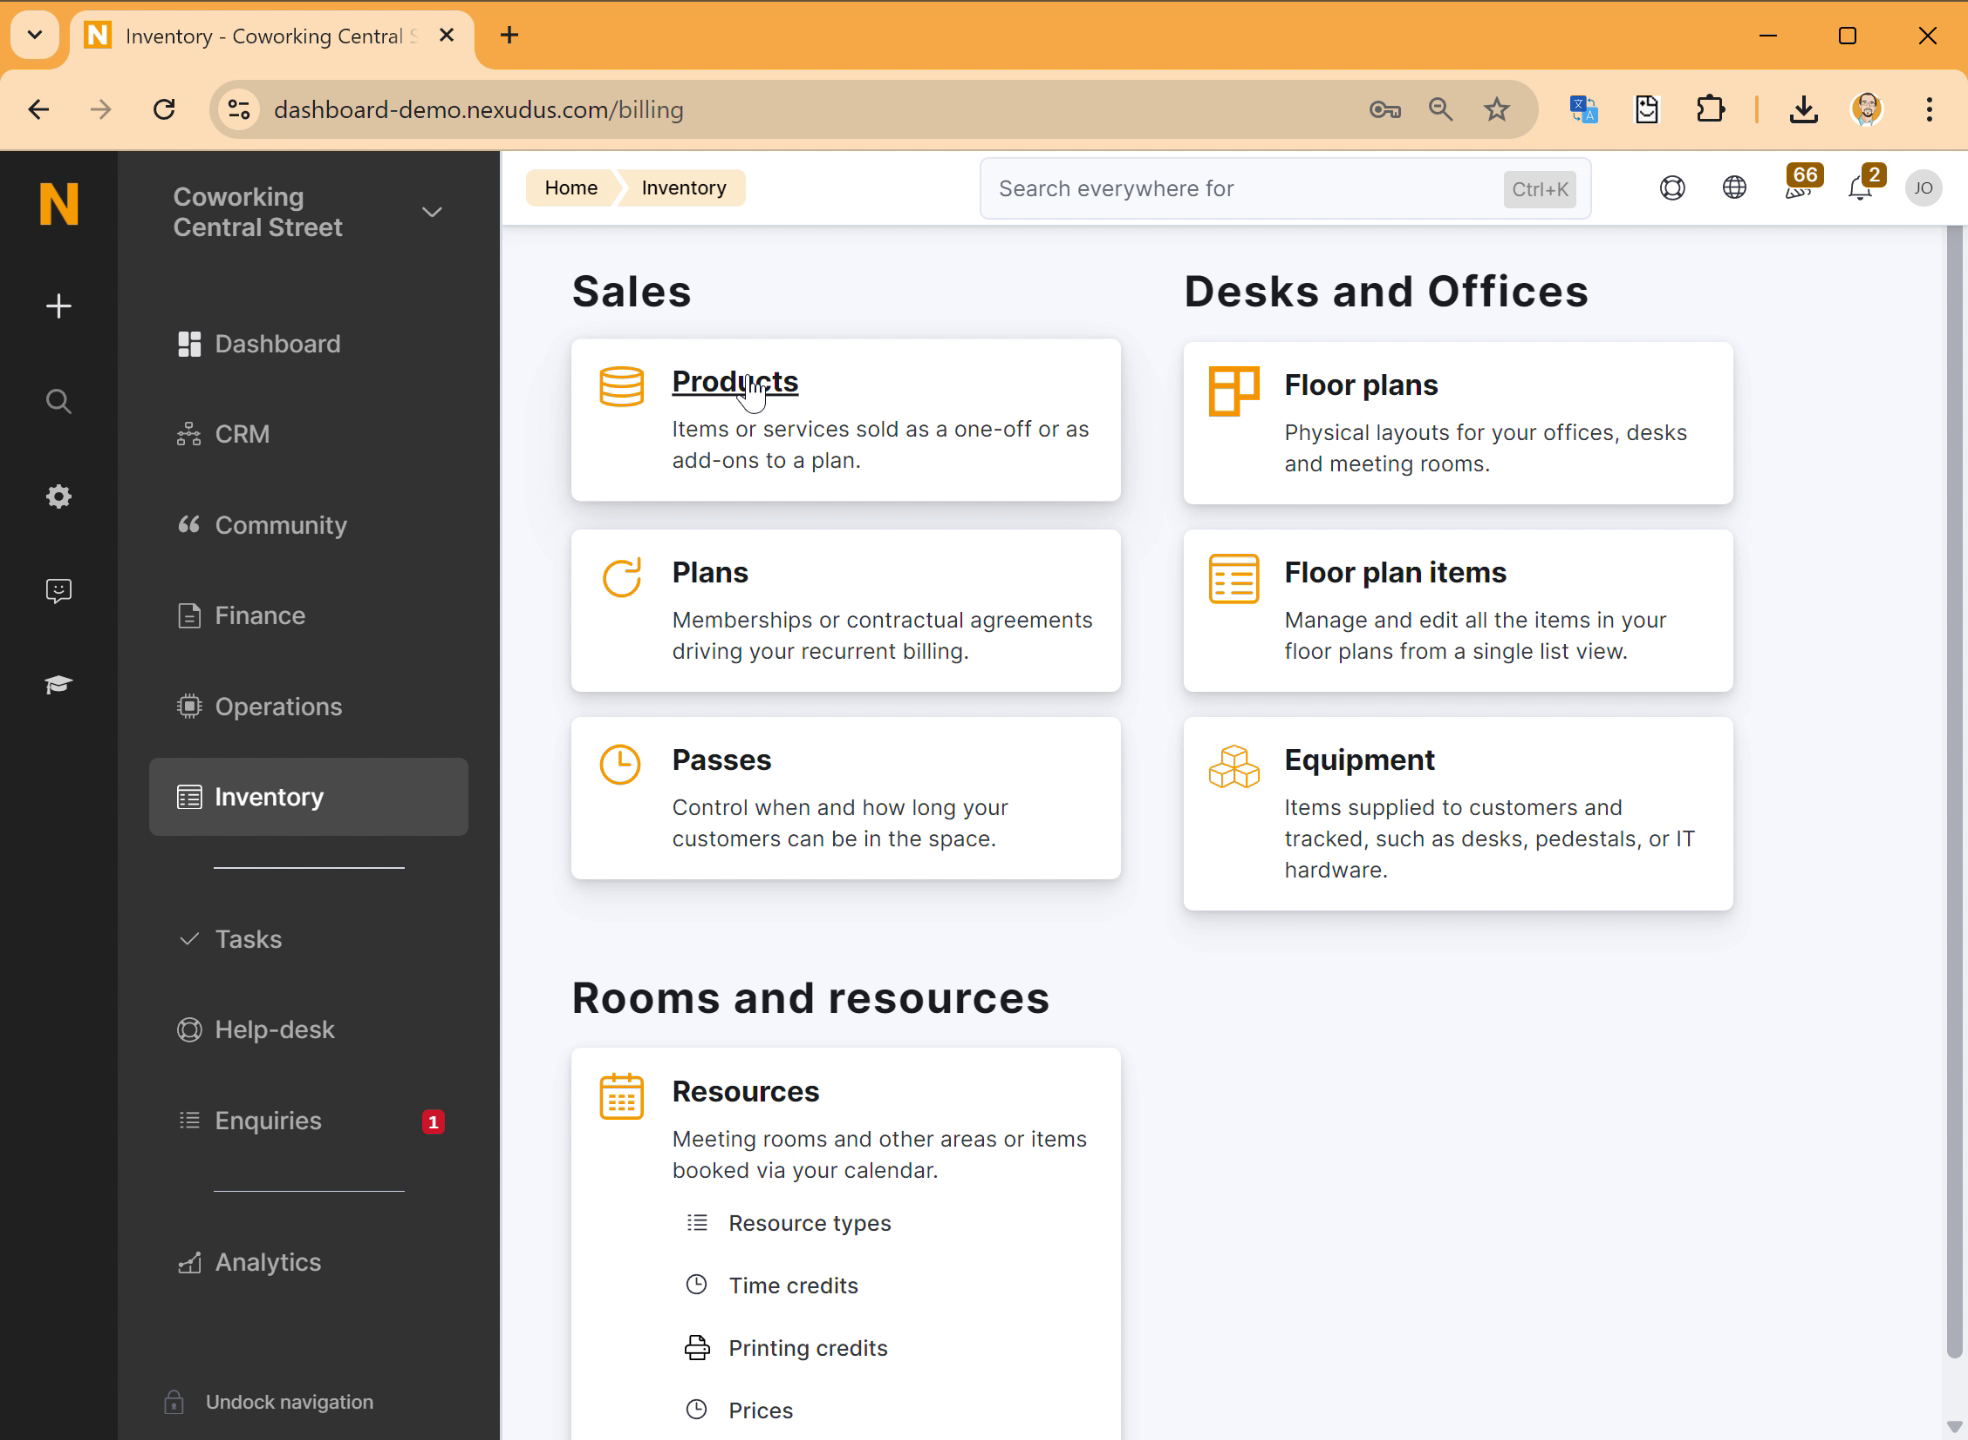 Inventory - Coworking Central
dashboard-demo.nexudus.com/billing
N
Coworking
Central Street
Dashboard
CRM
Community
Finance
Operations
Inventory
Tasks
Help-desk
Enquiries 1
Analytics
Undock navigation
Home Inventory
Search everywhere for Ctrl+K
66
2
JO
Sales
Products
Items or services sold as a one-off or as
add-ons to a plan.
Plans
Memberships or contractual agreements
driving your recurrent billing.
Passes
Control when and how long your
customers can be in the space.
Desks and Offices
Floor plans
Physical layouts for your offices, desks
and meeting rooms.
Floor plan items
Manage and edit all the items in your
floor plans from a single list view.
Equipment
Items supplied to customers and
tracked, such as desks, pedestals, or IT
hardware.
Rooms and resources
Resources
Meeting rooms and other areas or items
booked via your calendar.
Resource types
Time credits
Printing credits
Prices